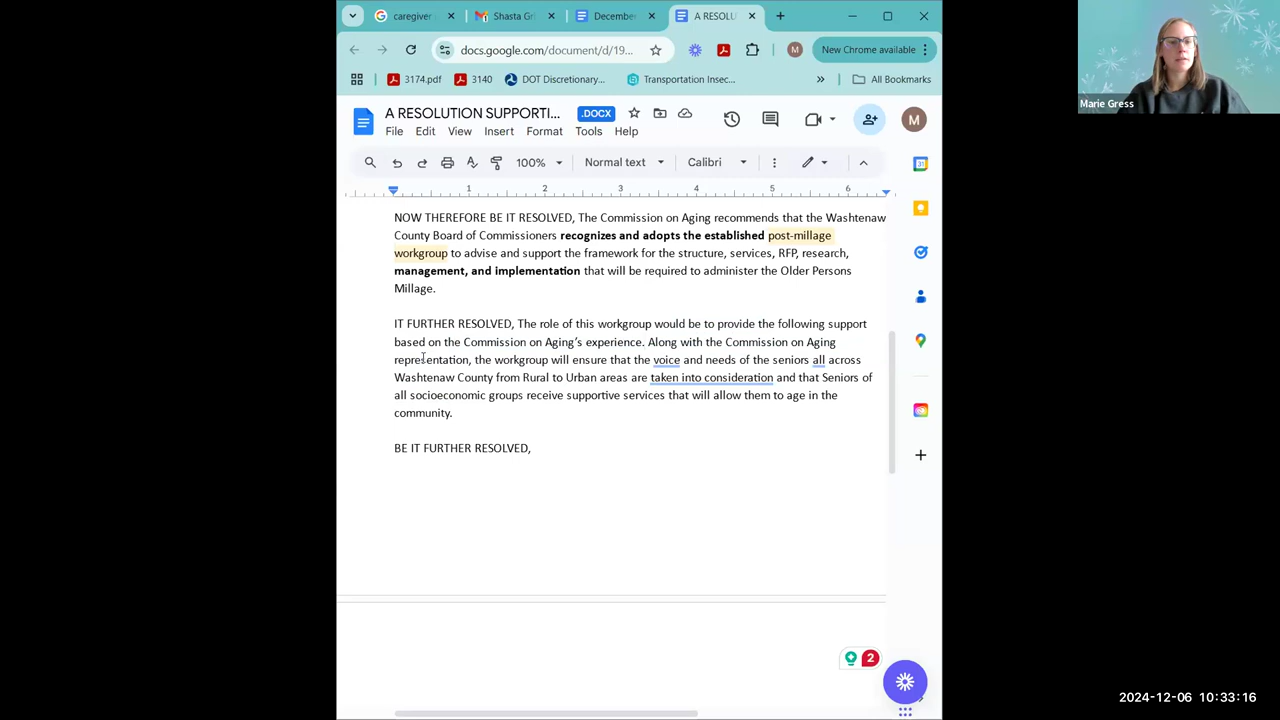 caregiver
Shasta Gri
December
A RESOLU
docs.google.com/document/d/19...
M
New Chrome available
3174.pdf
3140
DOT Discretionary...
Transportation Insec...
»
All Bookmarks
A RESOLUTION SUPPORTI...
.DOCX
File Edit View Insert Format Tools Help
M
100%
Normal text
Calibri
1 2 3 4 5 6
NOW THEREFORE BE IT RESOLVED, The Commission on Aging recommends that the Washtenaw
County Board of Commissioners recognizes and adopts the established post-millage
workgroup to advise and support the framework for the structure, services, RFP, research,
management, and implementation that will be required to administer the Older Persons
Millage.
IT FURTHER RESOLVED, The role of this workgroup would be to provide the following support
based on the Commission on Aging's experience. Along with the Commission on Aging
representation, the workgroup will ensure that the voice and needs of the seniors all across
Washtenaw County from Rural to Urban areas are taken into consideration and that Seniors of
all socioeconomic groups receive supportive services that will allow them to age in the
community.
BE IT FURTHER RESOLVED,
2
Marie Gress
2024-12-06 10:33:16